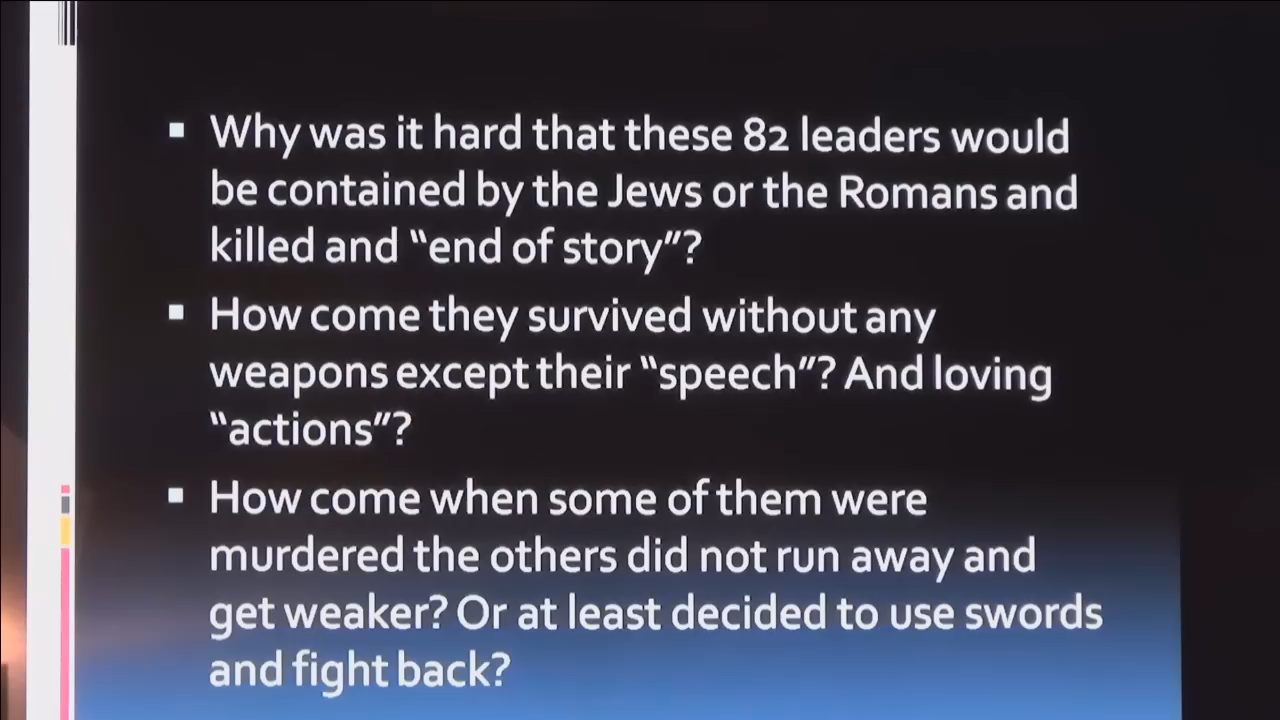 ▪ Why was it hard that these 82 leaders would
be contained by the Jews or the Romans and
killed and “end of story”?
▪ How come they survived without any
weapons except their “speech”? And loving
“actions”?
▪ How come when some of them were
murdered the others did not run away and
get weaker? Or at least decided to use swords
and fight back?